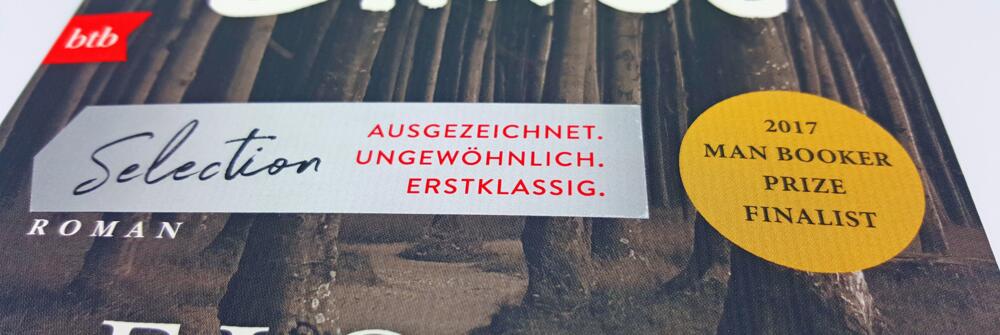 btb
Selection
AUSGEZEICHNET.
UNGEWÖHNLICH.
ERSTKLASSIG.
2017
MAN BOOKER
PRIZE
FINALIST
ROMAN